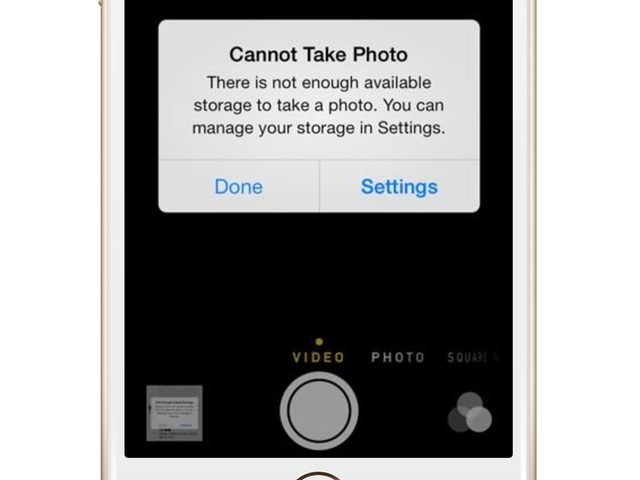 Cannot Take Photo
There is not enough available
storage to take a photo. You can
manage your storage in Settings.
Done
Settings
VIDEO
PHOTO
SQUARE